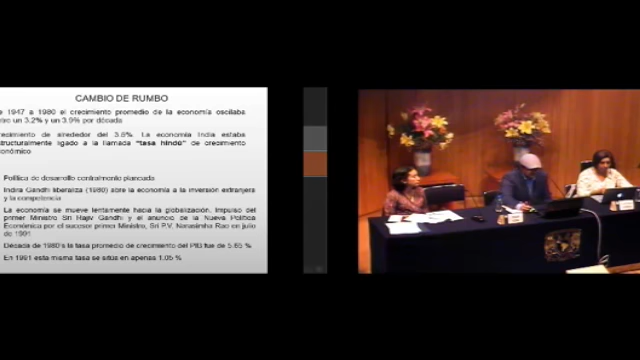 CAMBIO DE RUMBO
e 1947 a 1980 el crecimiento promedio de la economía oscilaba
ntre un 3.2% y un 3.9% por década
recimiento de alrededor del 3.8%. La economía India estaba
structuralmente ligado a la llamada "tasa hindú" de crecimiento
conómico
Política de desarrollo centralmente planeada
Indira Gandhi liberaliza (1980) abre la economía a la inversión extranjera
y la competencia
La economía se mueve lentamente hacia la globalización. Impulso del
primer Ministro Sri Rajiv Gandhi y el anuncio de la Nueva Política
Económica por el sucesor primer Ministro, Sri P.V. Narasimha Rao en julio
de 1991
Década de 1980's la tasa promedio de crecimiento del PIB fue de 5.65 %
En 1991 esta misma tasa se sitúa en apenas 1.05 %